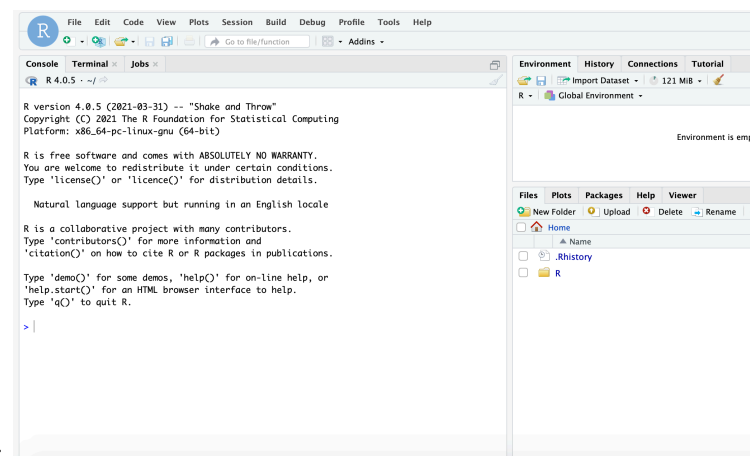 R
File Edit Code View Plots Session Build Debug Profile Tools Help
Go to file/function
Addins
Console Terminal Jobs
R R 4.0.5 · ~/
R version 4.0.5 (2021-03-31) -- "Shake and Throw"
Copyright (C) 2021 The R Foundation for Statistical Computing
Platform: x86_64-pc-linux-gnu (64-bit)
R is free software and comes with ABSOLUTELY NO WARRANTY.
You are welcome to redistribute it under certain conditions.
Type 'license()' or 'licence()' for distribution details.
Natural language support but running in an English locale
R is a collaborative project with many contributors.
Type 'contributors()' for more information and
'citation()' on how to cite R or R packages in publications.
Type 'demo()' for some demos, 'help()' for on-line help, or
'help.start()' for an HTML browser interface to help.
Type 'q()' to quit R.
>
Environment History Connections Tutorial
Import Dataset 121 MiB
R Global Environment
Environment is emp
Files Plots Packages Help Viewer
New Folder Upload Delete Rename
Home
Name
.Rhistory
R